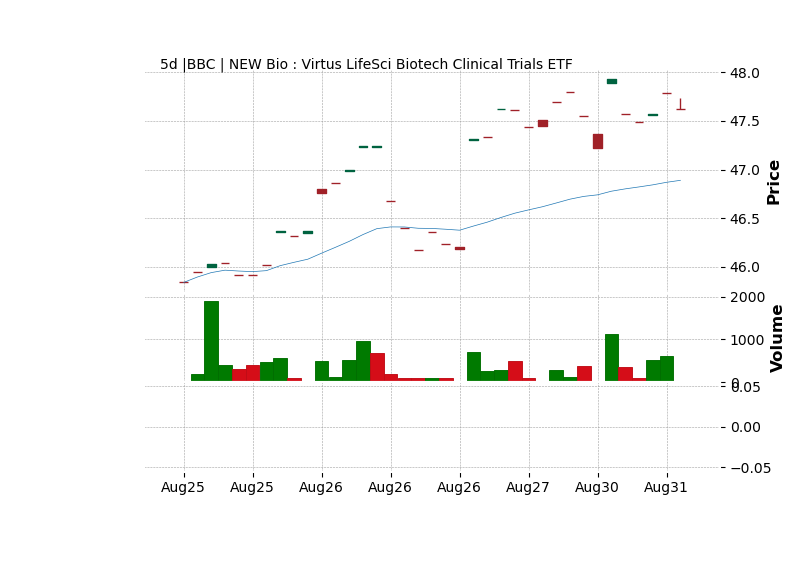 5d |BBC | NEW Bio : Virtus LifeSci Biotech Clinical Trials ETF
48.0
47.5
47.0
46.5
46.0
Price
2000
1000
0
Volume
0.05
0.00
−0.05
Aug25 Aug25 Aug26 Aug26 Aug26 Aug27 Aug30 Aug31